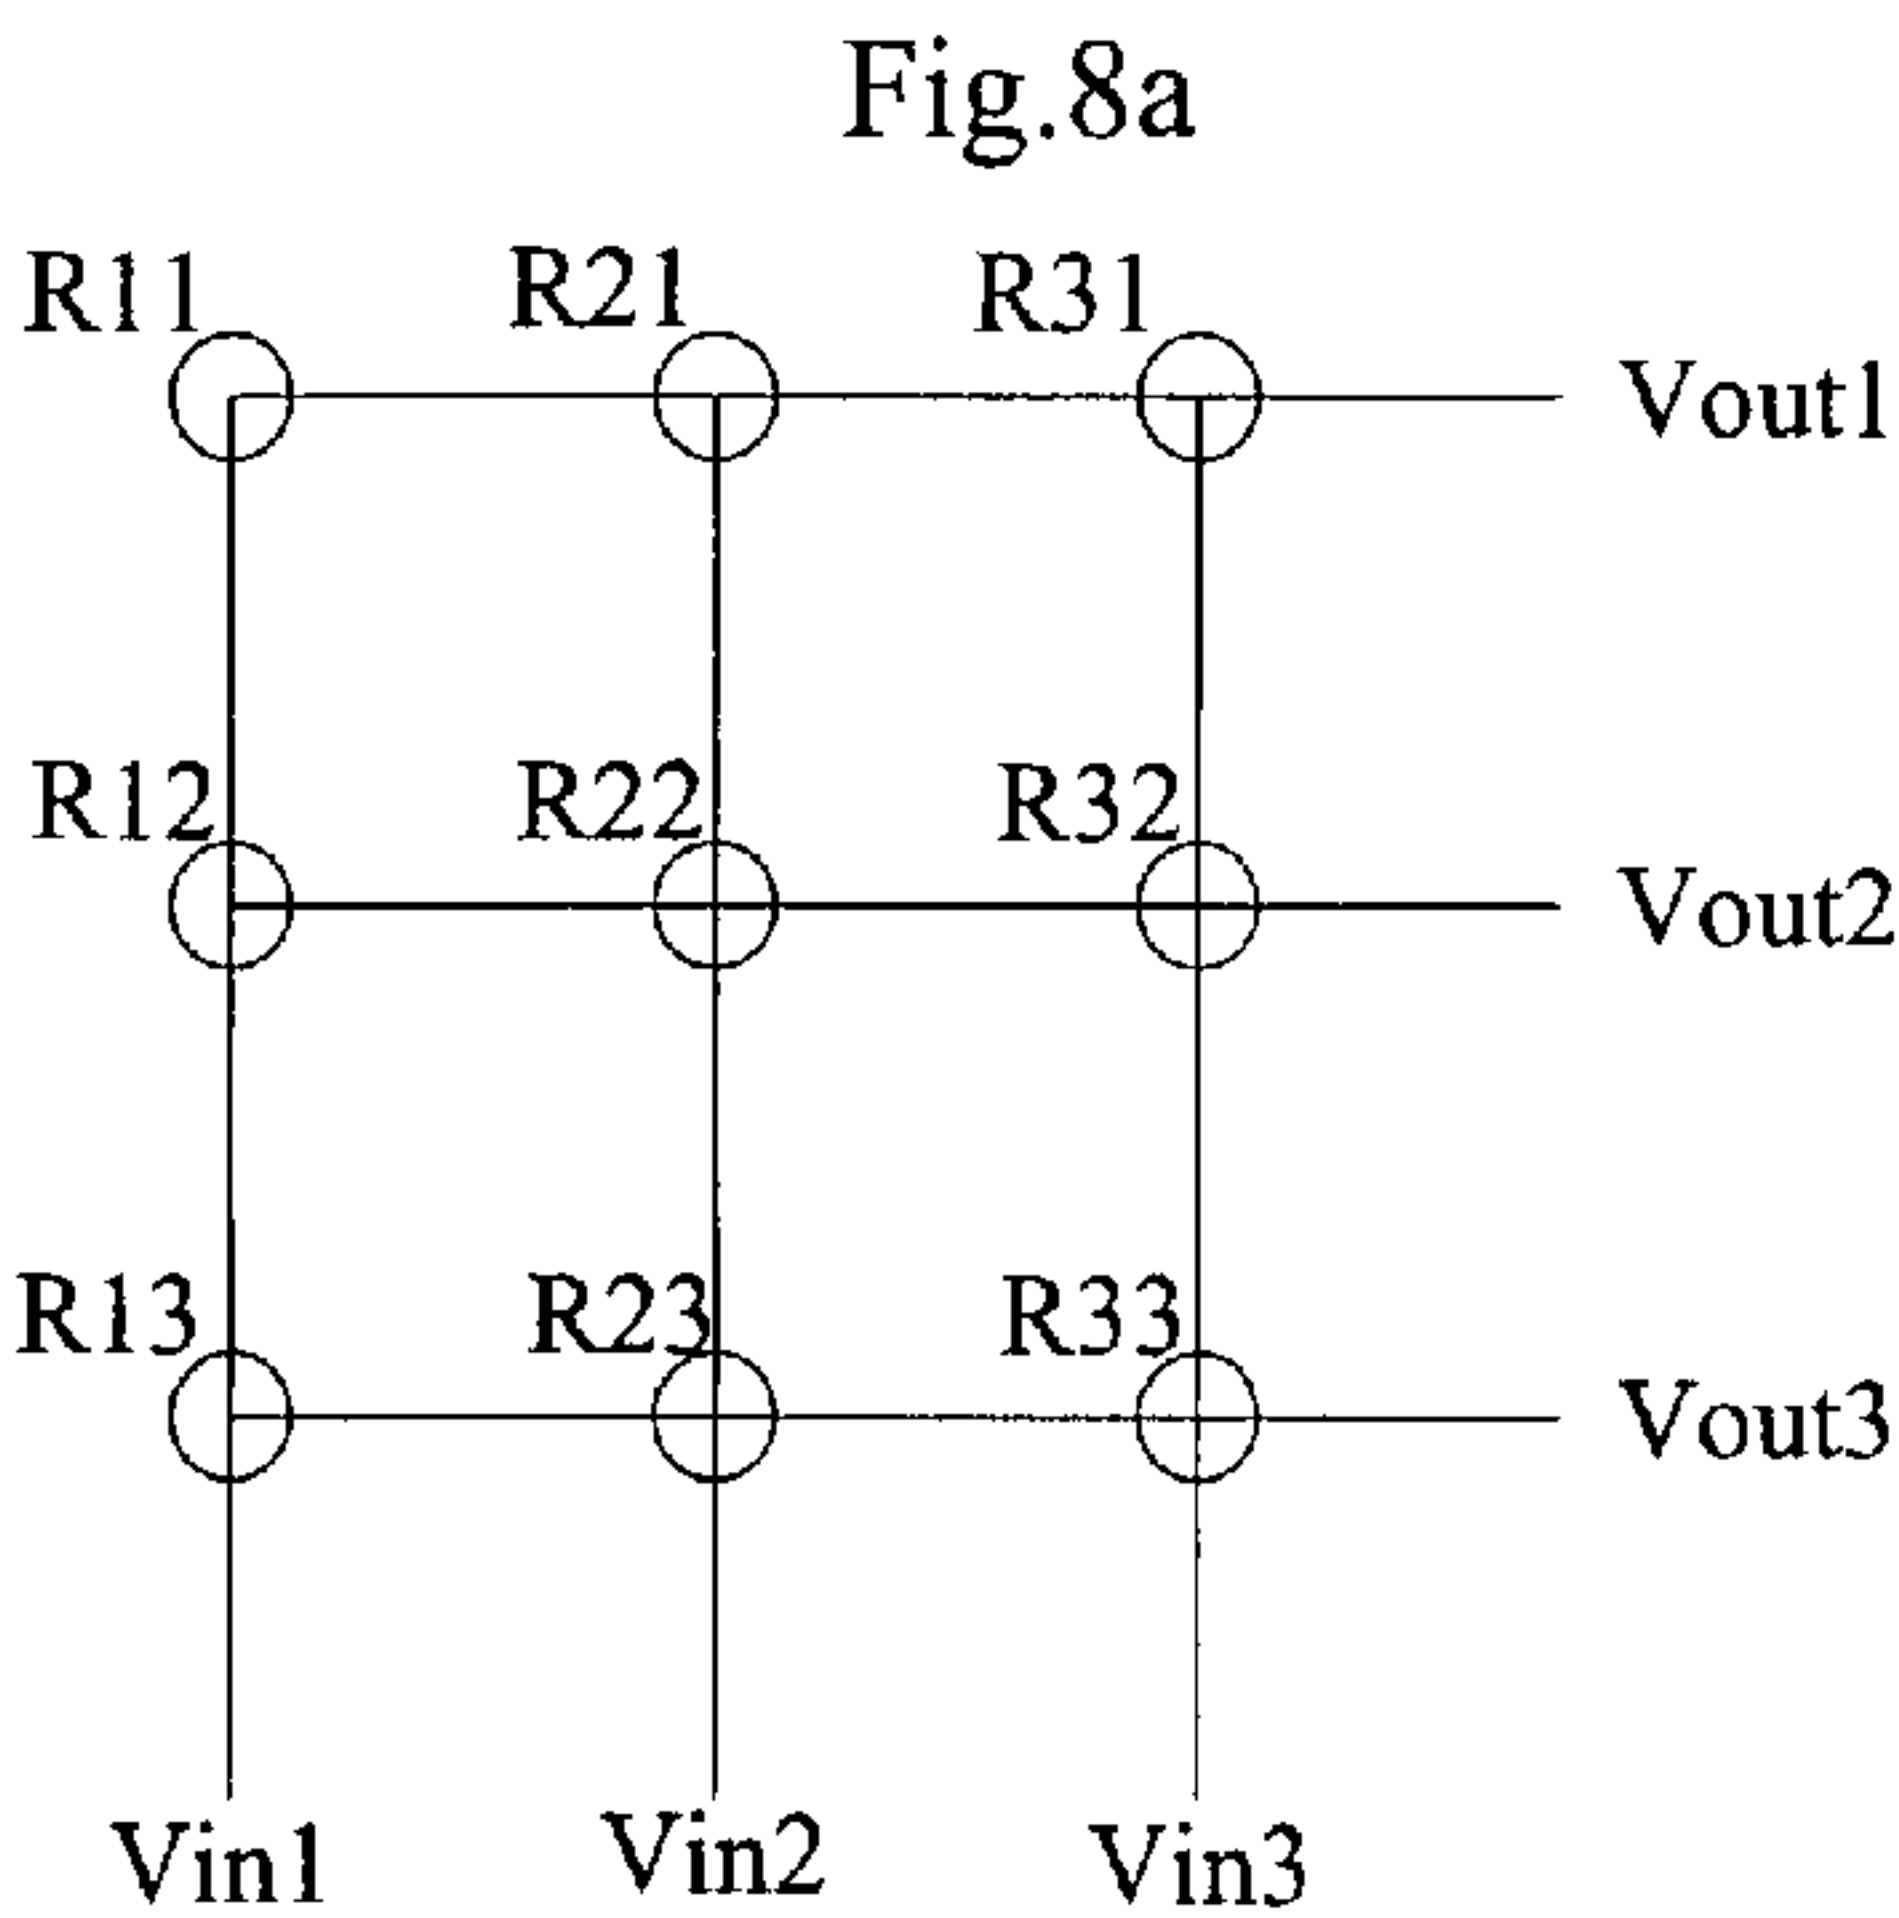 Fig.8a
R11 R21 R31
Vout1
R12 R22 R32
Vout2
R13 R23 R33
Vout3
Vin1 Vin2 Vin3